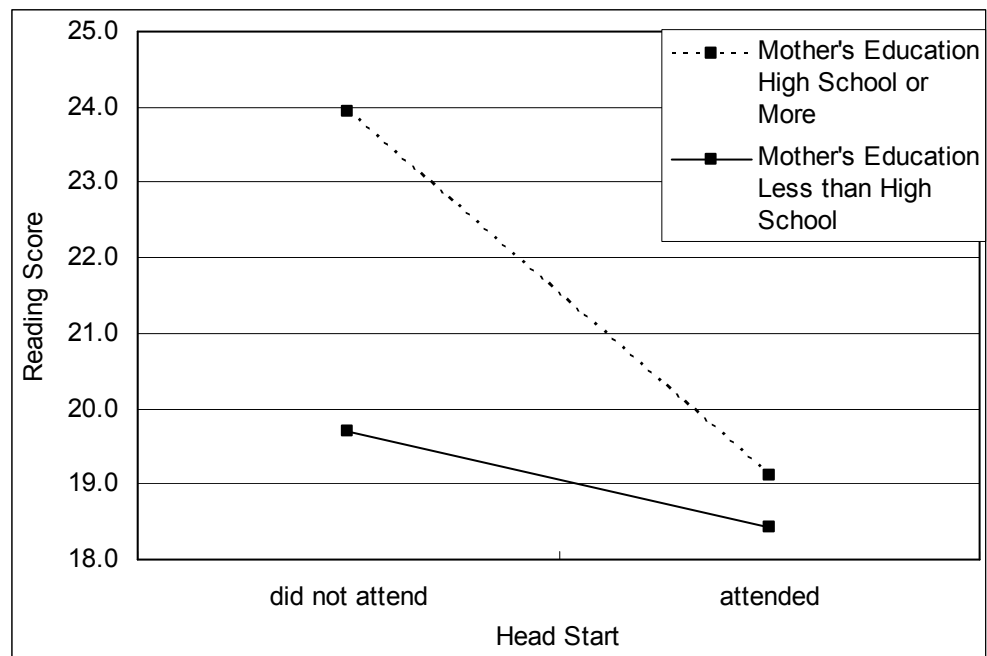 25.0
24.0
23.0
22.0
21.0
20.0
19.0
18.0
Reading Score
did not attend
attended
Head Start
Mother's Education
High School or
More
Mother's Education
Less than High
School